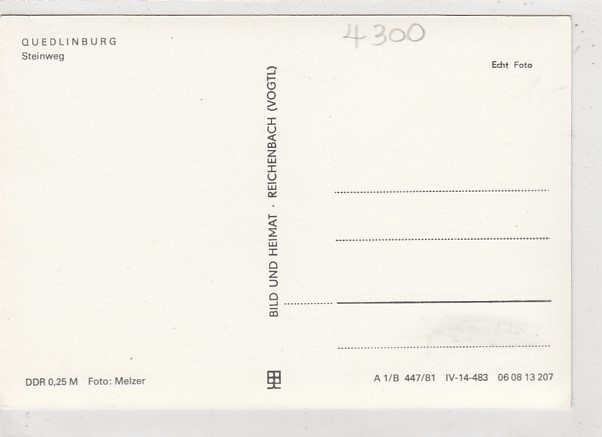 QUEDLINBURG
Steinweg
4300
Echt Foto
BILD UND HEIMAT · REICHENBACH (VOGTL)
DDR 0,25 M Foto: Melzer
A 1/B 447/81 IV-14-483 06 08 13 207